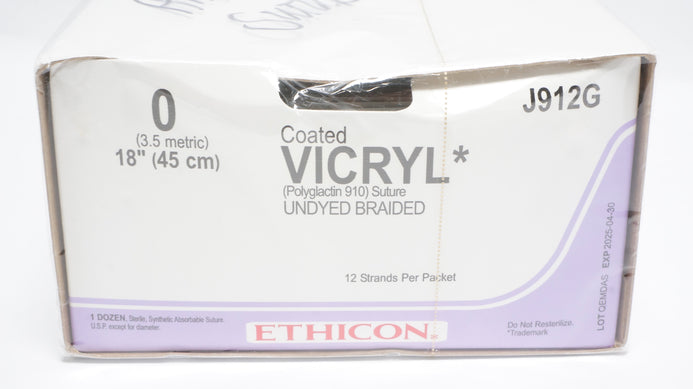 0
(3.5 metric)
18" (45 cm)
J912G
Coated
VICRYL*
(Polyglactin 910) Suture
UNDYED BRAIDED
12 Strands Per Packet
1 DOZEN, Sterile, Synthetic Absorbable Suture.
U.S.P. except for diameter.
ETHICON*
Do Not Resterilize.
*Trademark
LOT QEMDAS EXP 2025-04-30